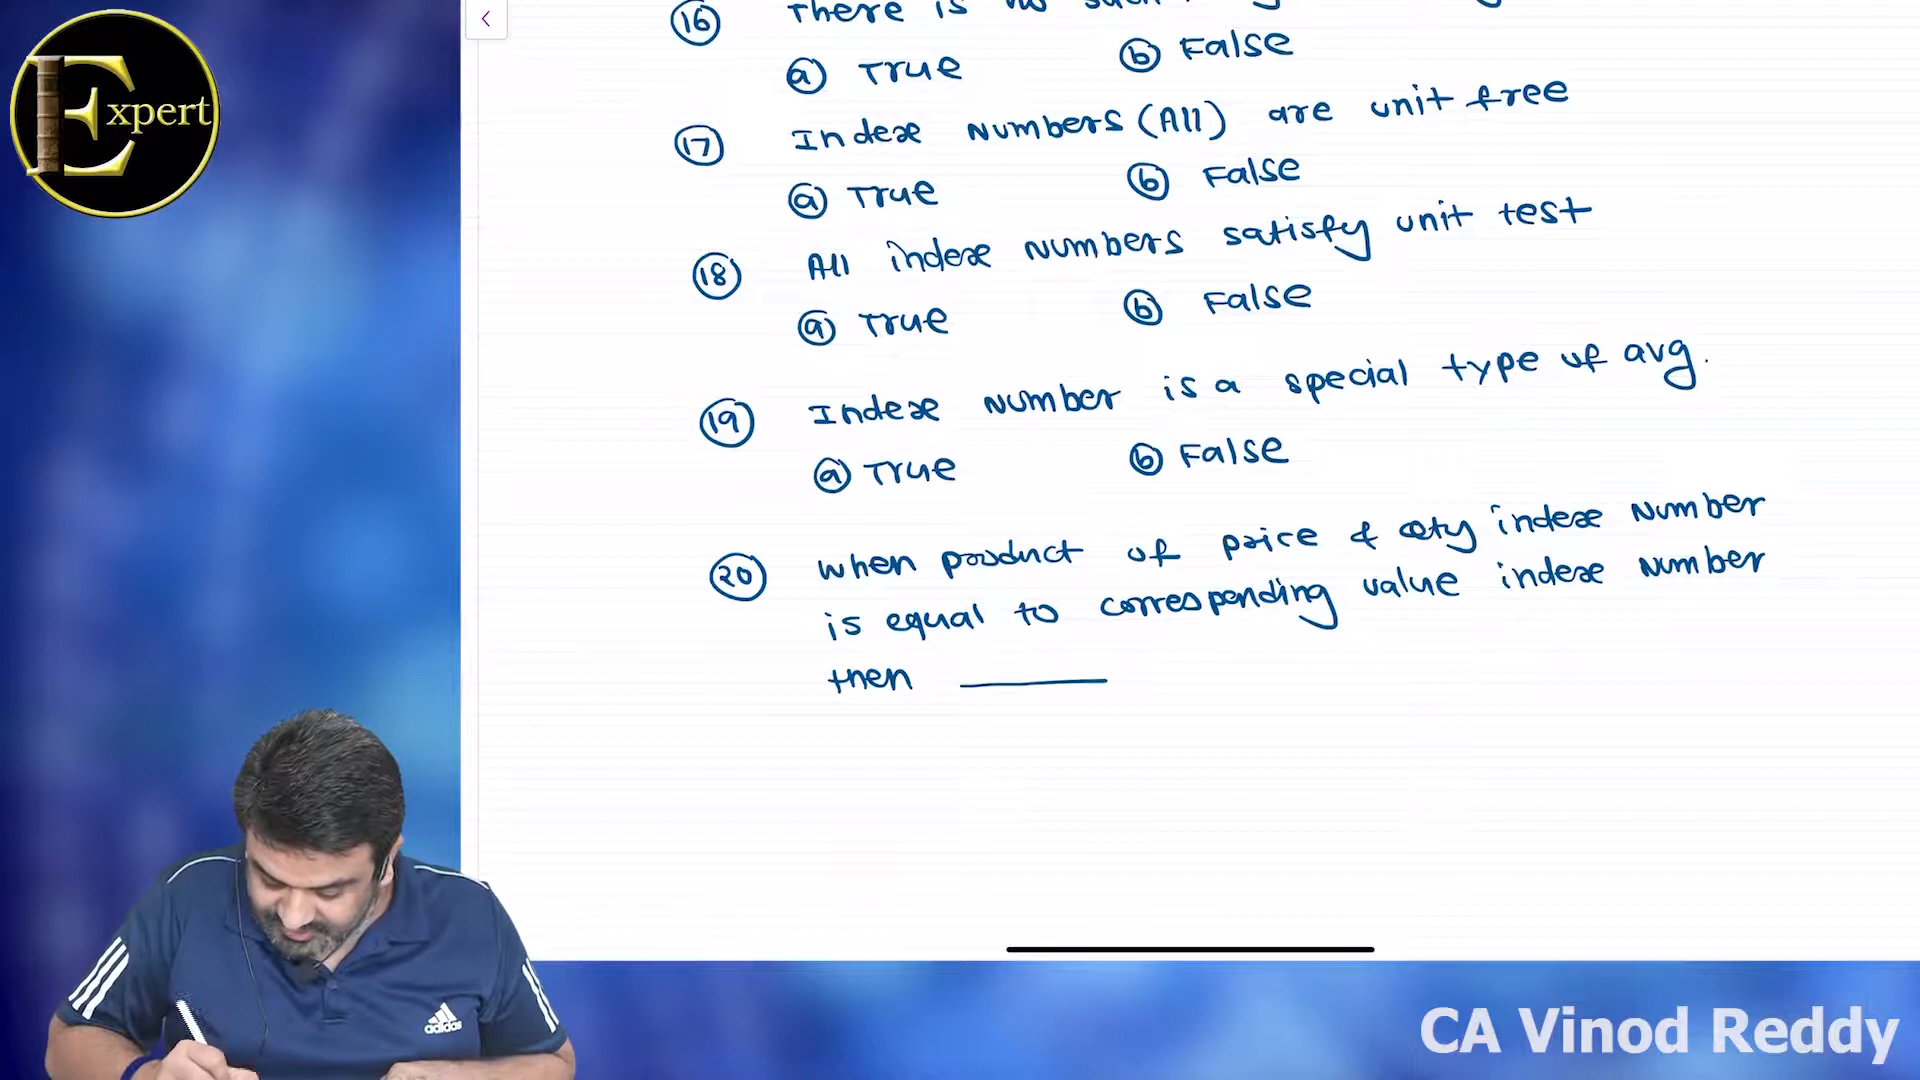 Expert
16 There is no
a True b False
17 Index Numbers (All) are unit free
a True b False
18 All index numbers satisfy unit test
a True b False
19 Index number is a special type of avg.
a True b False
20 when product of price & qty index number
is equal to corresponding value index number
then ______
adidas
CA Vinod Reddy